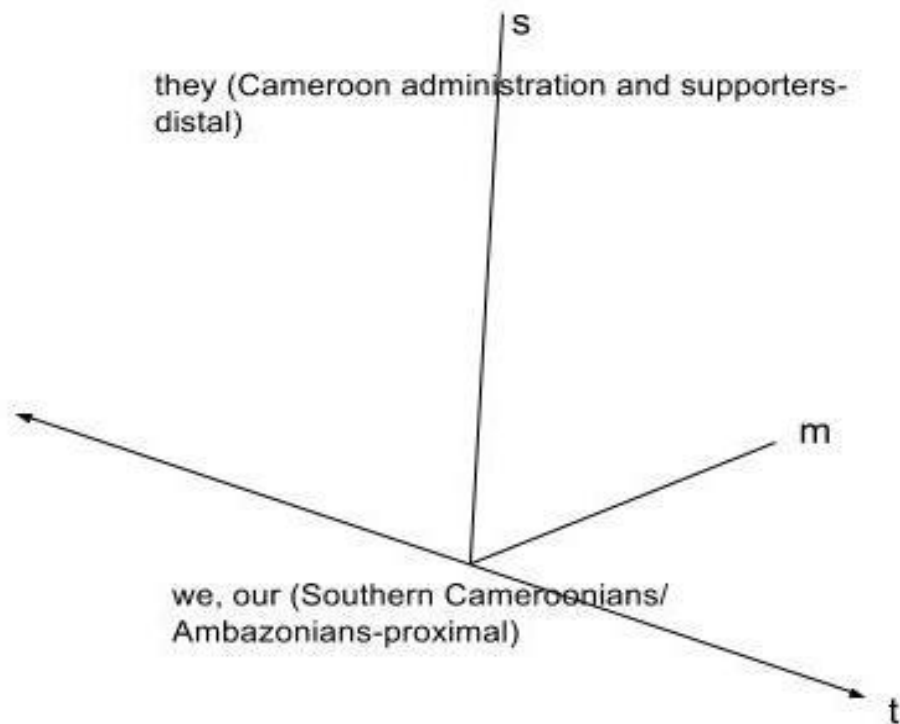 s
they (Cameroon administration and supporters-
distal)
m
we, our (Southern Cameroonians/
Ambazonians-proximal)
t